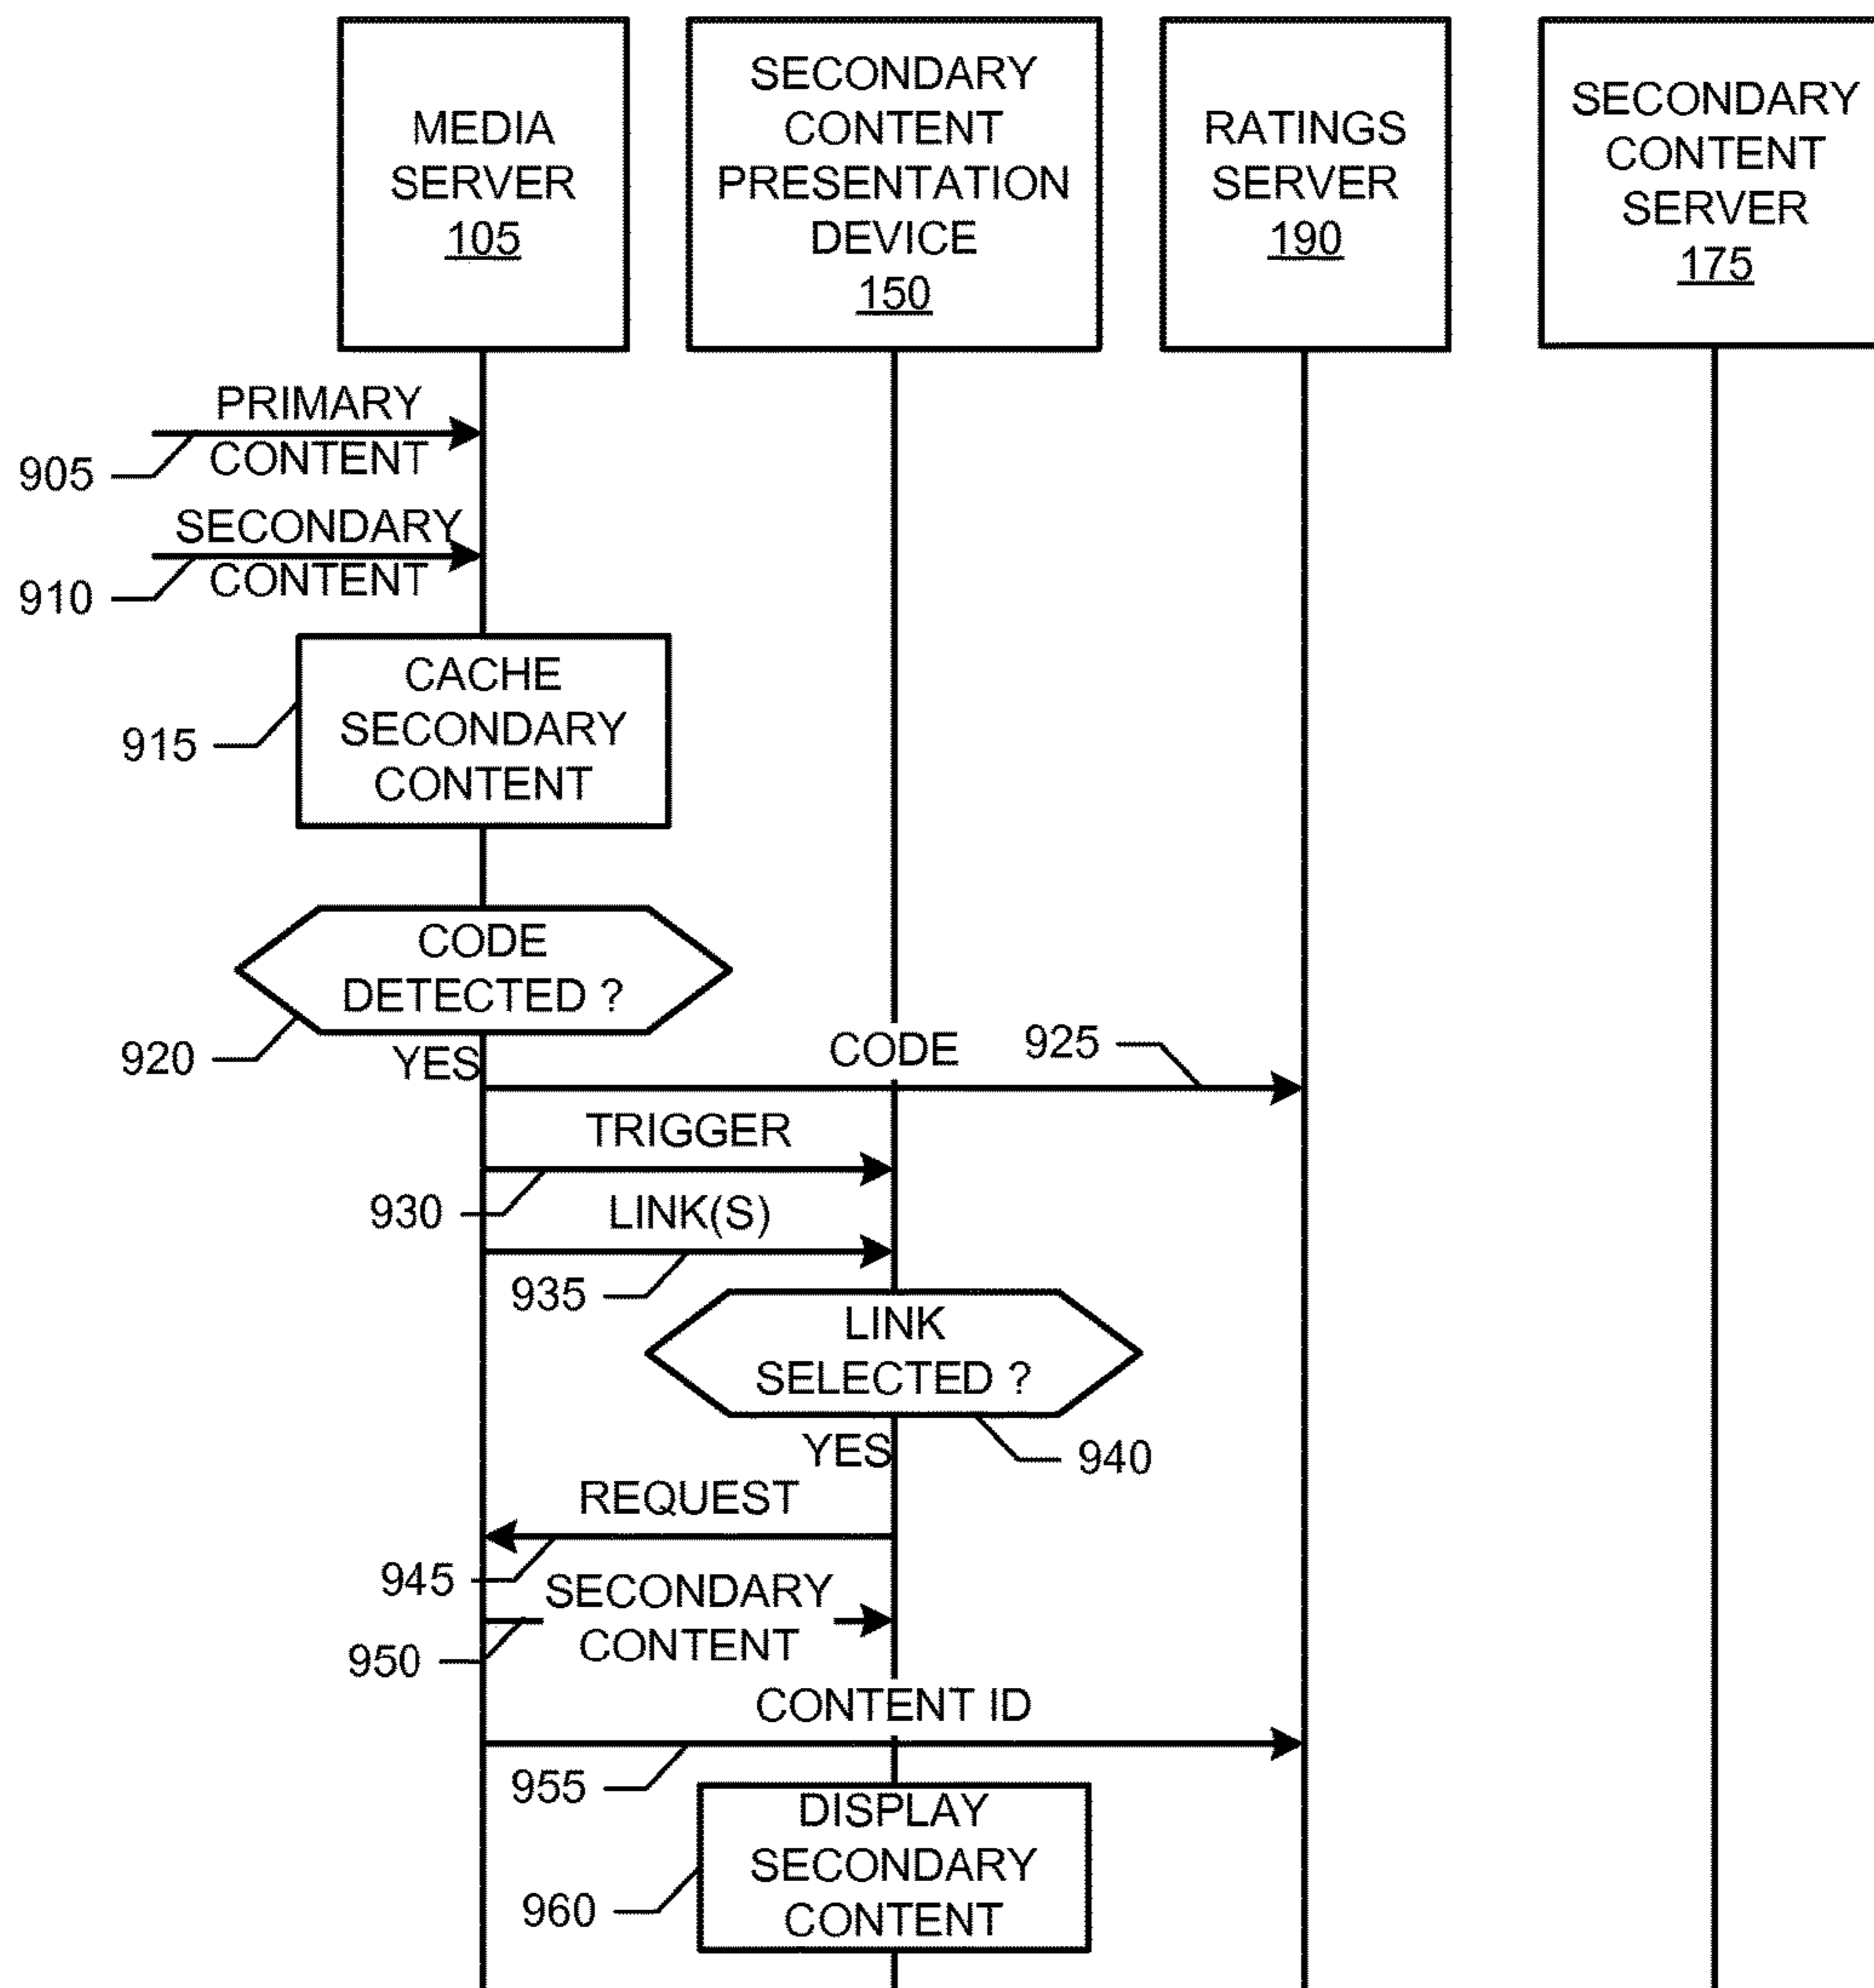 MEDIA
SERVER
105
SECONDARY
CONTENT
PRESENTATION
DEVICE
150
RATINGS
SERVER
190
SECONDARY
CONTENT
SERVER
175
PRIMARY
CONTENT
905
SECONDARY
CONTENT
910
CACHE
SECONDARY
CONTENT
915
CODE
DETECTED ?
920
YES
CODE
925
TRIGGER
930
LINK(S)
935
LINK
SELECTED ?
940
YES
REQUEST
945
SECONDARY
CONTENT
950
CONTENT ID
955
DISPLAY
SECONDARY
CONTENT
960